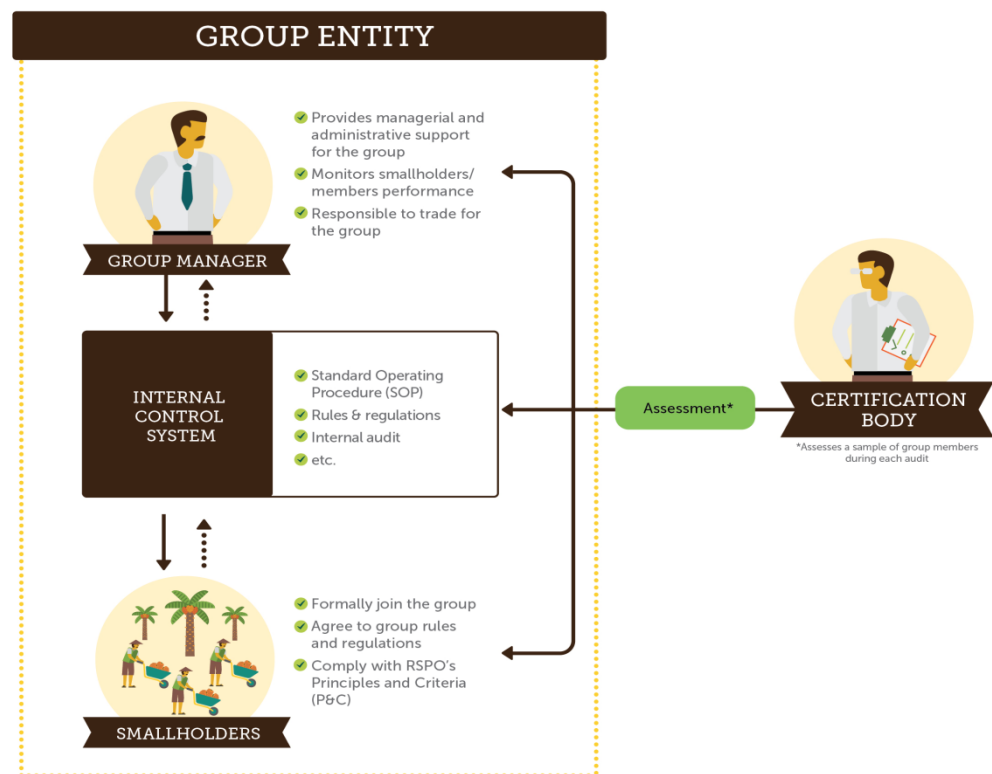 GROUP ENTITY
Provides managerial and
administrative support
for the group
Monitors smallholders/
members performance
Responsible to trade for
the group
GROUP MANAGER
INTERNAL
CONTROL
SYSTEM
Standard Operating
Procedure (SOP)
Rules & regulations
Internal audit
etc.
Assessment*
CERTIFICATION
BODY
*Assesses a sample of group members
during each audit
Formally join the group
Agree to group rules
and regulations
Comply with RSPO's
Principles and Criteria
(P&C)
SMALLHOLDERS